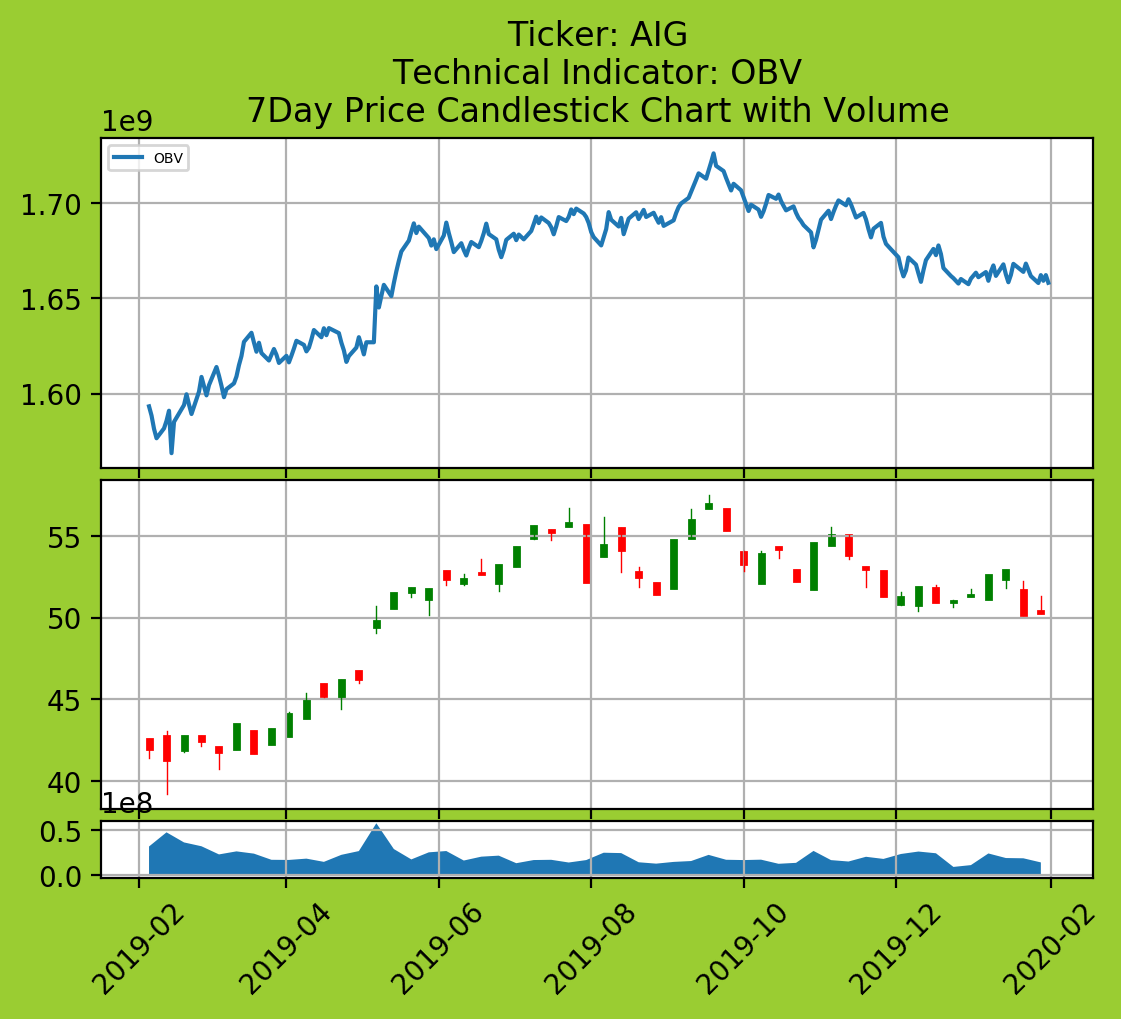 Ticker: AIG
Technical Indicator: OBV
7Day Price Candlestick Chart with Volume
1e9
OBV
1.70
1.65
1.60
55
50
45
40
1e8
0.5
0.0
2019-02
2019-04
2019-06
2019-08
2019-10
2019-12
2020-02